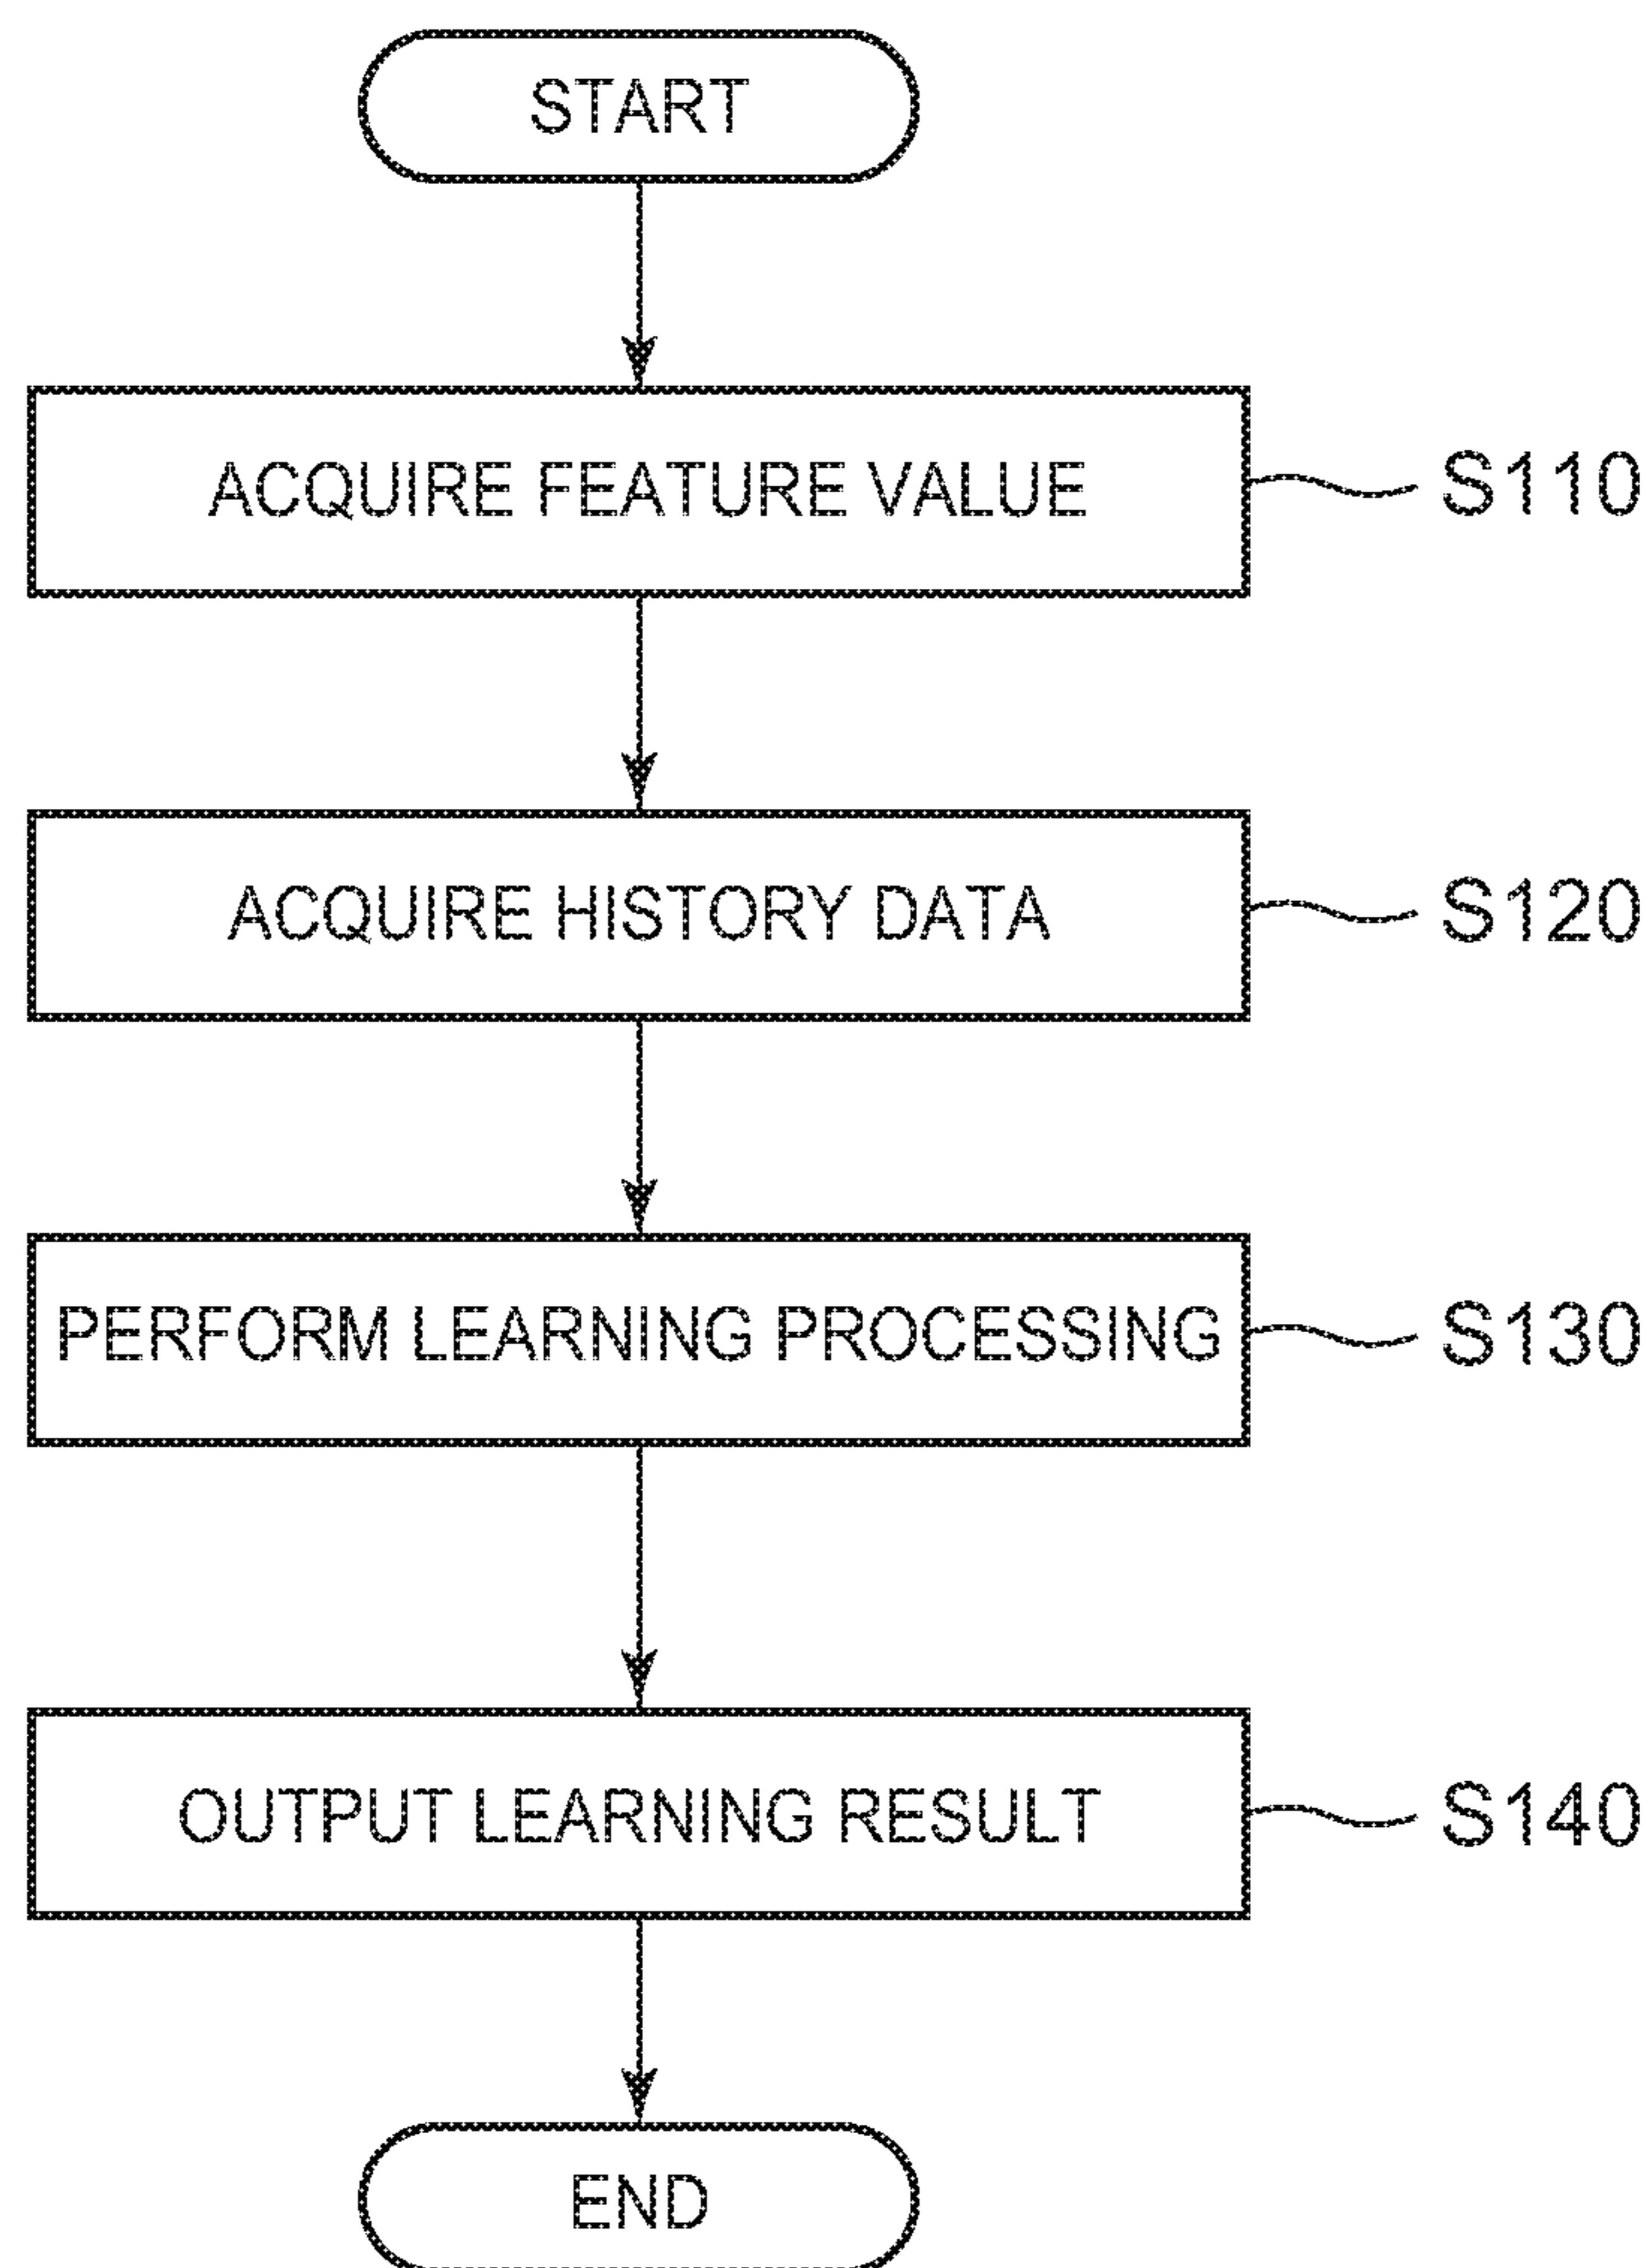 START
ACQUIRE FEATURE VALUE
S110
ACQUIRE HISTORY DATA
S120
PERFORM LEARNING PROCESSING
S130
OUTPUT LEARNING RESULT
S140
END